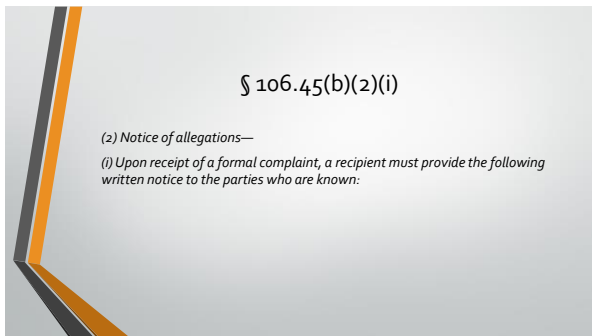 § 106.45(b)(2)(i)
(2) Notice of allegations—
(i) Upon receipt of a formal complaint, a recipient must provide the following
written notice to the parties who are known: